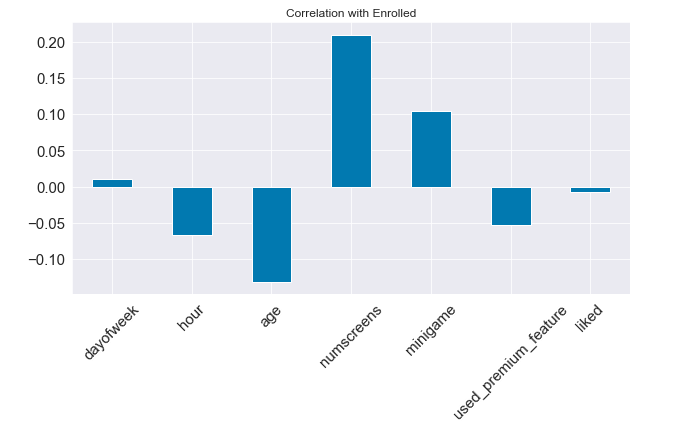 Correlation with Enrolled
0.20
0.15
0.10
0.05
0.00
−0.05
−0.10
dayofweek
hour
age
numscreens
minigame
used_premium_feature
liked